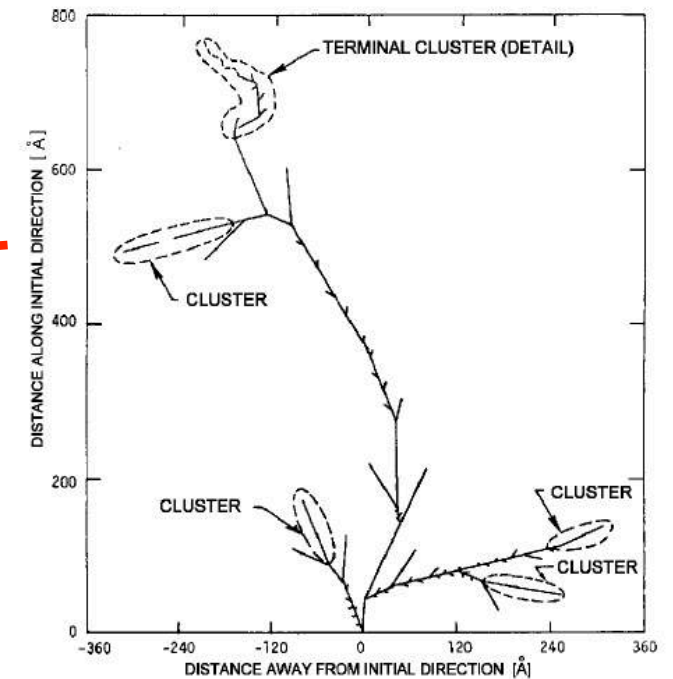 800
TERMINAL CLUSTER (DETAIL)
600
CLUSTER
400
DISTANCE ALONG INITIAL DIRECTION [Å]
200
CLUSTER
CLUSTER
CLUSTER
0
-360 -240 -120 0 120 240 360
DISTANCE AWAY FROM INITIAL DIRECTION [Å]